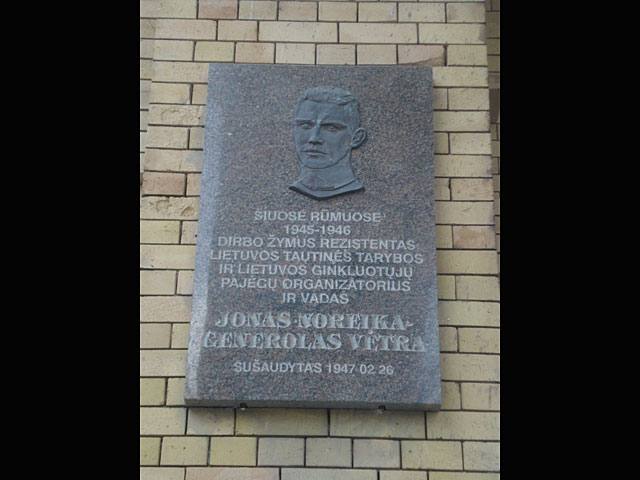 ŠIUOSE RŪMUOSE
1945-1946
DIRBO ŽYMUS REZISTENTAS
LIETUVOS TAUTINĖS TARYBOS
IR LIETUVOS GINKLUOTŲJŲ
PAJĖGŲ ORGANIZATORIUS
IR VADAS
JONAS NOREIKA-
GENEROLAS VĖTRA
SUŠAUDYTAS 1947 02 26